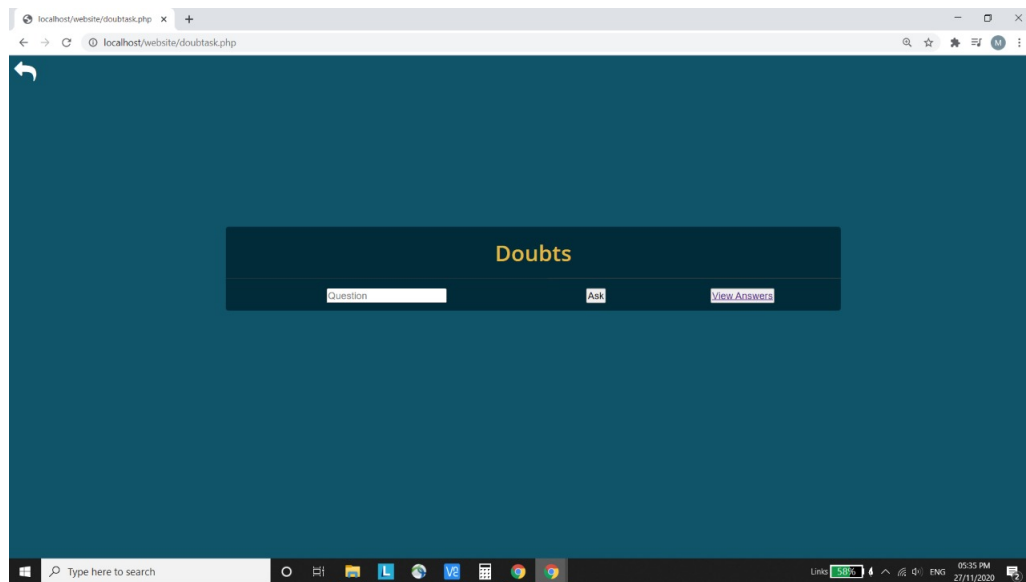 localhost/website/doubtask.php
localhost/website/doubtask.php
M
Doubts
Question
Ask
View Answers
Type here to search
L
Links 58% ENG
05:35 PM
27/11/2020